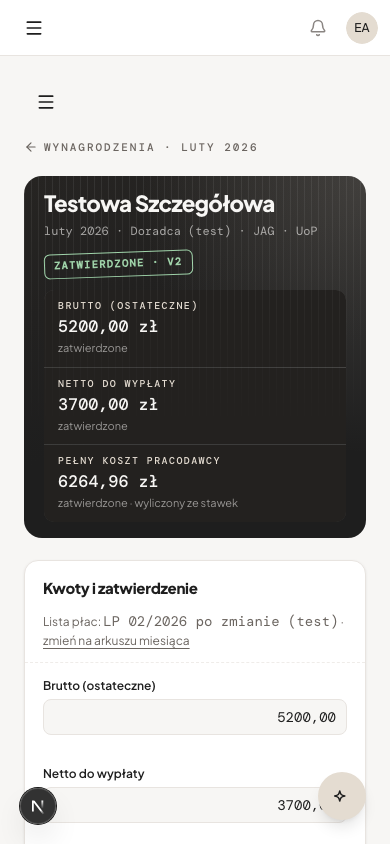 EA
← WYNAGRODZENIA · LUTY 2026
Testowa Szczegółowa
luty 2026 · Doradca (test) · JAG · UoP
ZATWIERDZONE · V2
BRUTTO (OSTATECZNE)
5200,00 zł
zatwierdzone
NETTO DO WYPŁATY
3700,00 zł
zatwierdzone
PEŁNY KOSZT PRACODAWCY
6264,96 zł
zatwierdzone · wyliczony ze stawek
Kwoty i zatwierdzenie
Lista płac: LP 02/2026 po zmianie (test) ·
zmień na arkuszu miesiąca
Brutto (ostateczne)
5200,00
Netto do wypłaty
N